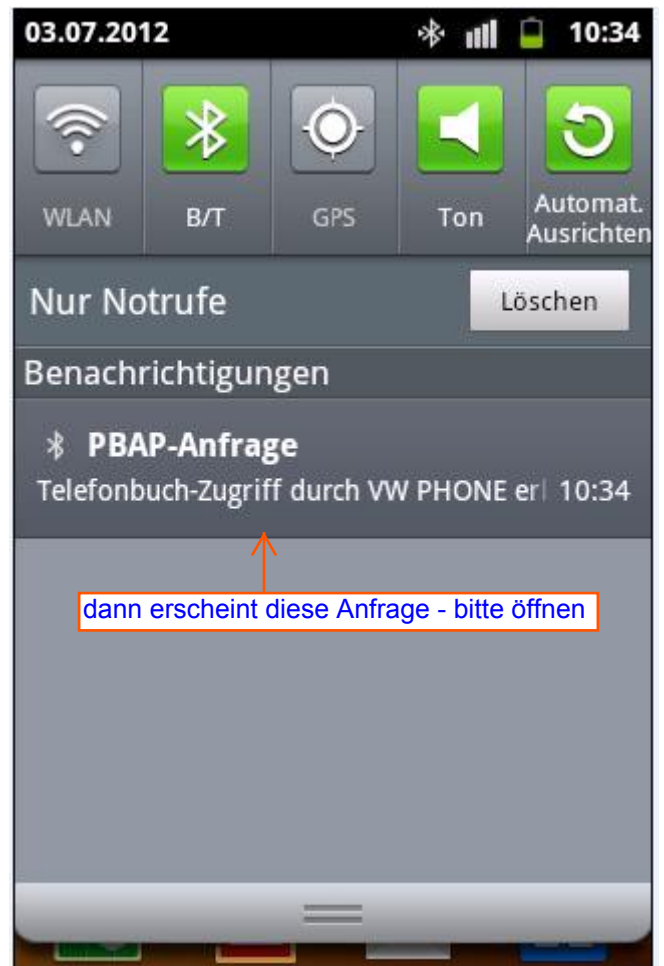 03.07.2012 10:34
WLAN B/T GPS Ton Automat.
Ausrichten
Nur Notrufe Löschen
Benachrichtigungen
PBAP-Anfrage
Telefonbuch-Zugriff durch VW PHONE erl 10:34
dann erscheint diese Anfrage - bitte öffnen